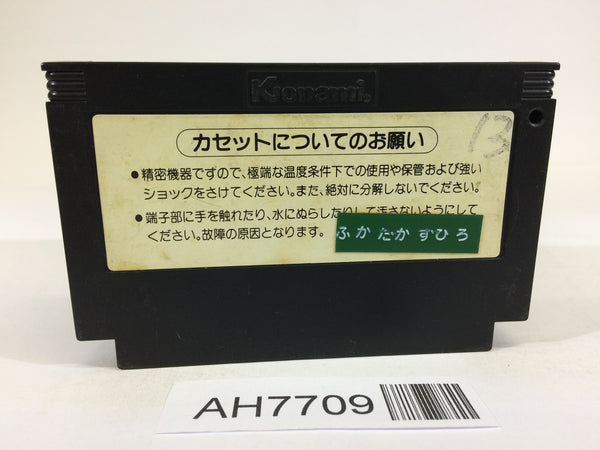 Konami
カセットについてのお願い
13
●精密機器ですので、極端な温度条件下での使用や保管および強い
ショックをさけてください。また、絶対に分解しないでください。
●端子部に手を触れたり、水にぬらしたりして汚さないようにして
ください。故障の原因となります。
ふかだかずひろ
AH7709